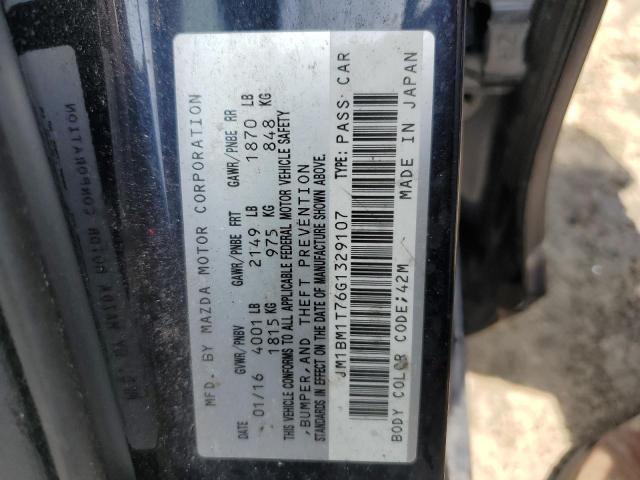 MFD. BY MAZDA MOTOR CORPORATION
DATE GVWR/PNBV GAWR/PNBE FRT GAWR/PNBE RR
01/16 4001 LB 2149 LB 1870 LB
1815 KG 975 KG 848 KG
THIS VEHICLE CONFORMS TO ALL APPLICABLE FEDERAL MOTOR VEHICLE SAFETY
, BUMPER, AND THEFT PREVENTION
STANDARDS IN EFFECT ON THE DATE OF MANUFACTURE SHOWN ABOVE.
JM1BM1T76G1329107 TYPE: PASS. CAR
BODY COLOR CODE;42M MADE IN JAPAN